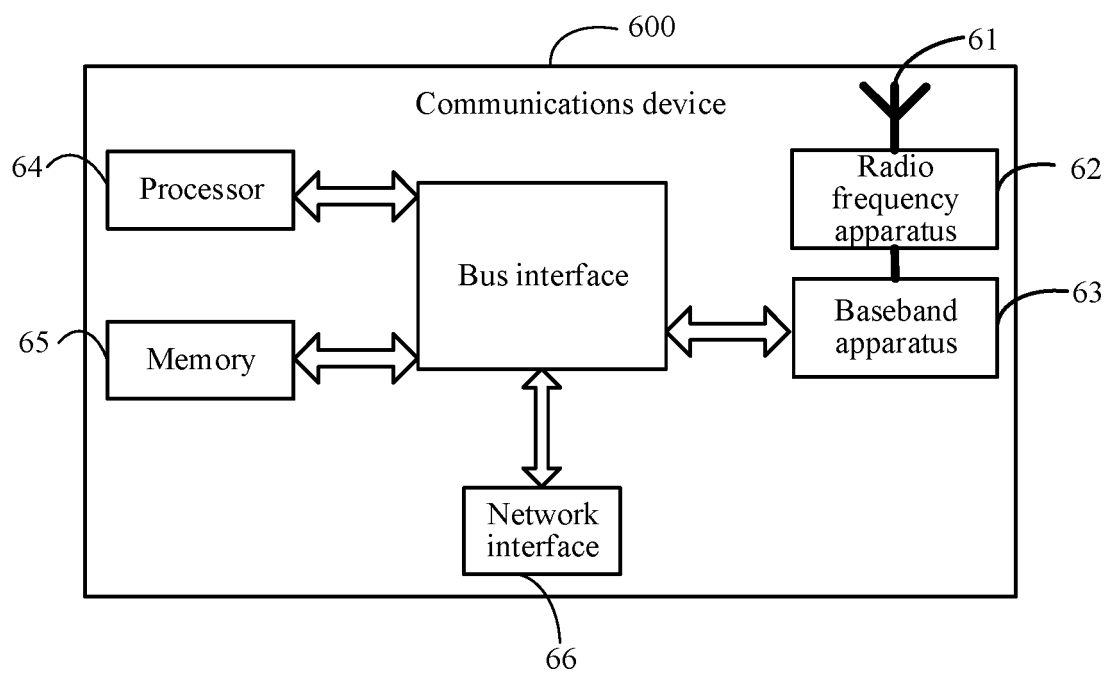 600
61
Communications device
64
Processor
Radio
frequency
apparatus
62
Bus interface
63
Baseband
apparatus
65
Memory
Network
interface
66